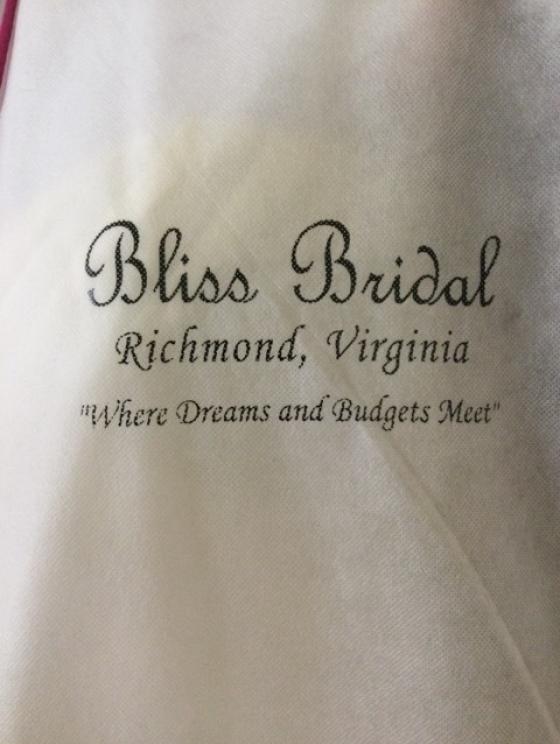 Bliss Bridal
Richmond, Virginia
"Where Dreams and Budgets Meet"